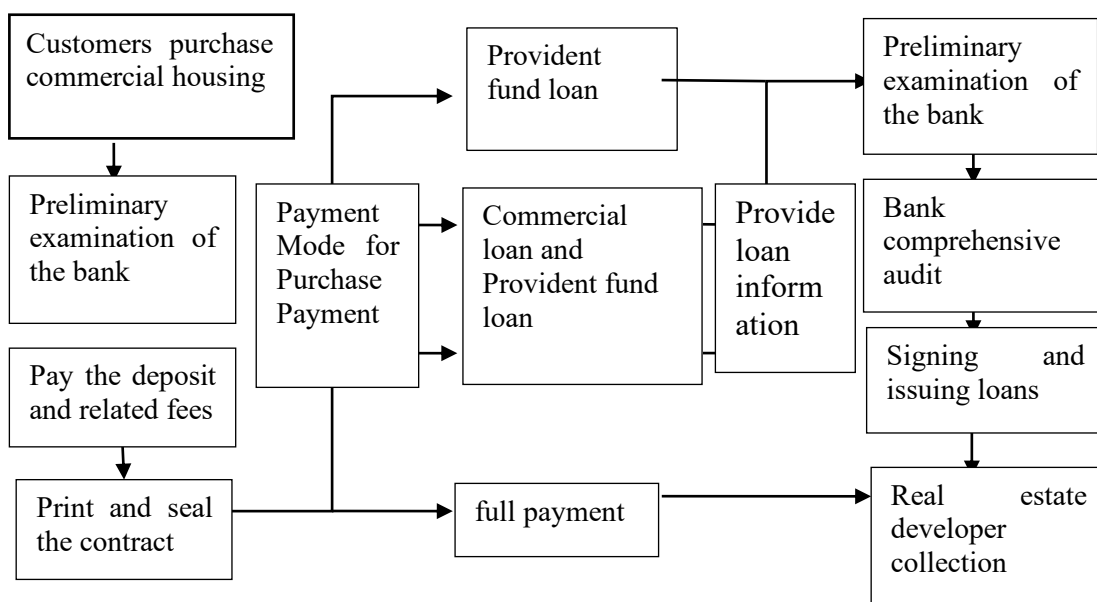 Customers purchase
commercial housing
Preliminary
examination of
the bank
Pay the deposit
and related fees
Print and seal
the contract
Payment
Mode for
Purchase
Payment
Provident
fund loan
Commercial
loan and
Provident fund
loan
full payment
Provide
loan
inform
ation
Preliminary
examination of
the bank
Bank
comprehensive
audit
Signing and
issuing loans
Real estate
developer
collection